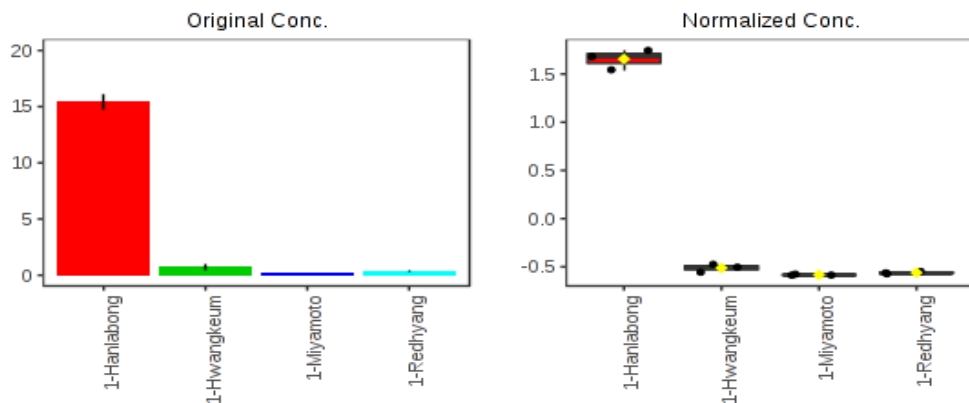 Original Conc.
20
15
10
5
0
1-Hanlabong
1-Hwangkeum
1-Miyamoto
1-Redhyang
Normalized Conc.
1.5
1.0
0.5
0.0
-0.5
1-Hanlabong
1-Hwangkeum
1-Miyamoto
1-Redhyang